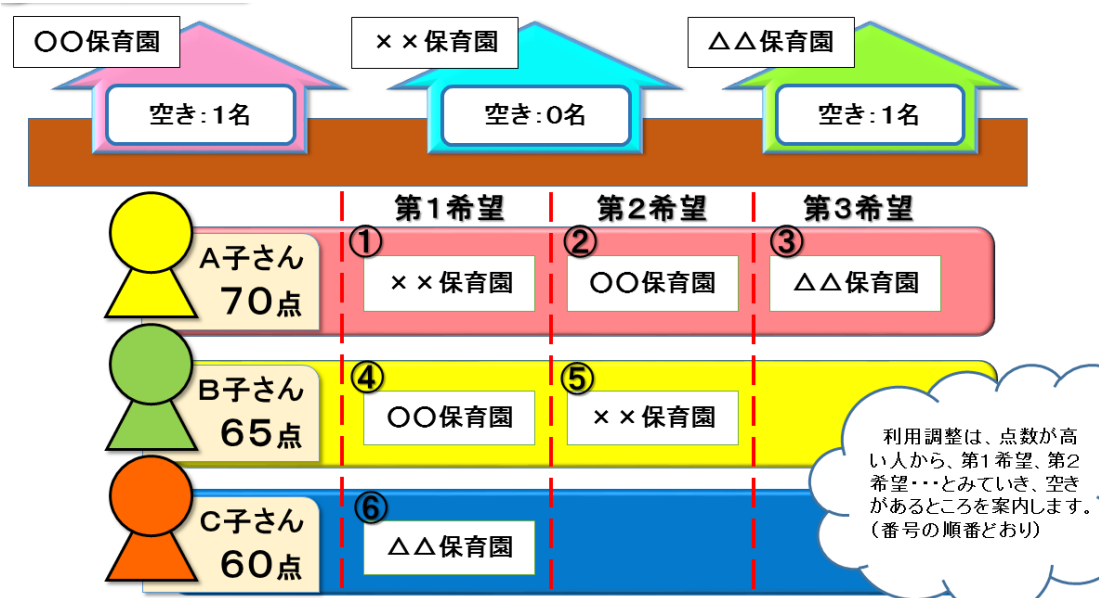 〇〇保育園
××保育園
△△保育園
空き:1名
空き:0名
空き:1名
第1希望
第2希望
第3希望
A子さん
70点
①
××保育園
②
〇〇保育園
③
△△保育園
B子さん
65点
④
〇〇保育園
⑤
××保育園
C子さん
60点
⑥
△△保育園
利用調整は、点数が高
い人から、第1希望、第2
希望・・・とみていき、空き
があるところを案内します。
(番号の順番どおり)